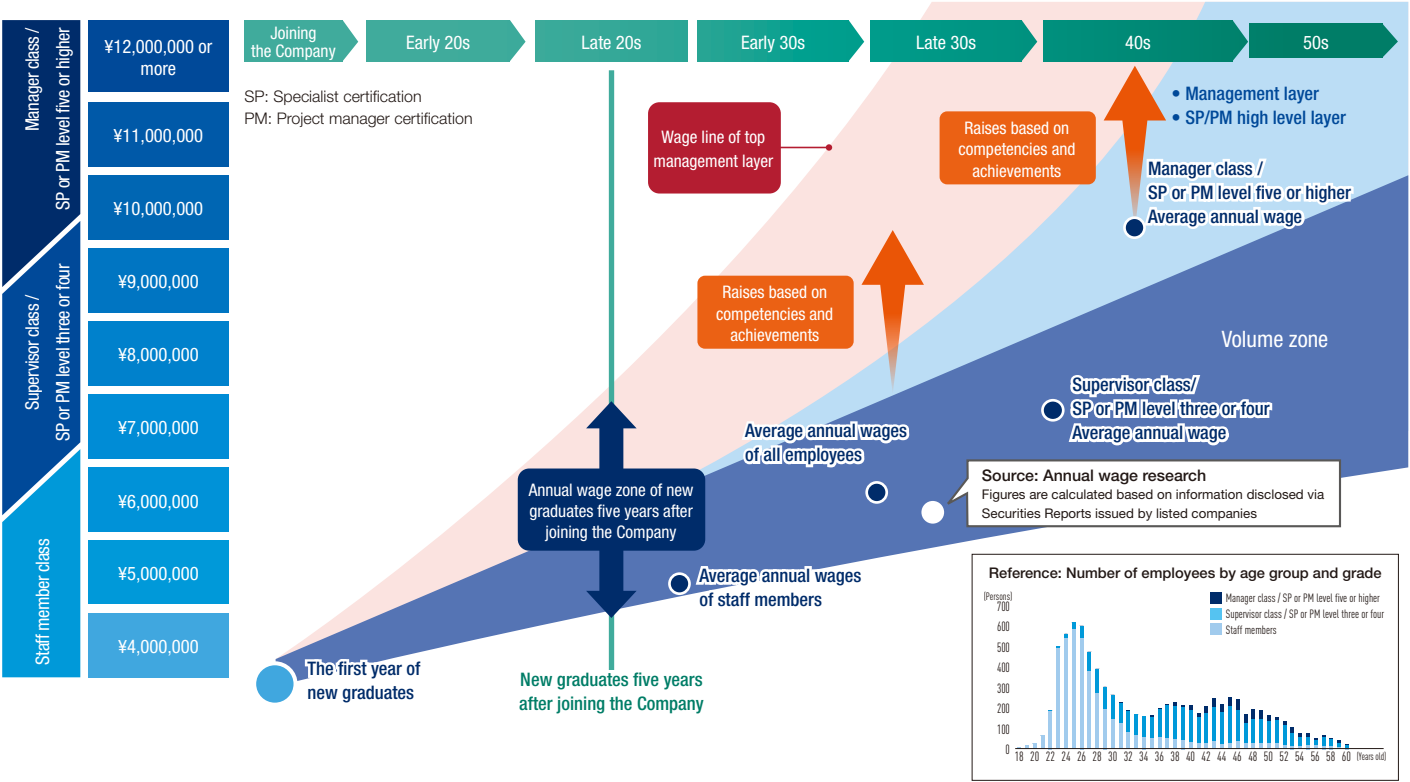 Manager class /
SP or PM level five or higher
Supervisor class /
SP or PM level three or four
Staff member class
¥12,000,000 or
more
¥11,000,000
¥10,000,000
¥9,000,000
¥8,000,000
¥7,000,000
¥6,000,000
¥5,000,000
¥4,000,000
Joining
the Company
Early 20s
Late 20s
Early 30s
Late 30s
40s
50s
SP: Specialist certification
PM: Project manager certification
Wage line of top
management layer
Raises based on
competencies and
achievements
• Management layer
• SP/PM high level layer
Manager class /
SP or PM level five or higher
Average annual wage
Raises based on
competencies and
achievements
Volume zone
Supervisor class/
SP or PM level three or four
Average annual wage
Average annual wages
of all employees
Source: Annual wage research
Figures are calculated based on information disclosed via
Securities Reports issued by listed companies
Annual wage zone of new
graduates five years after
joining the Company
Average annual wages
of staff members
The first year of
new graduates
New graduates five years
after joining the Company
Reference: Number of employees by age group and grade
(Persons)
700
600
500
400
300
200
100
0
Manager class / SP or PM level five or higher
Supervisor class / SP or PM level three or four
Staff members
18 20 22 24 26 28 30 32 34 36 38 40 42 44 46 48 50 52 54 56 58 60 (Years old)